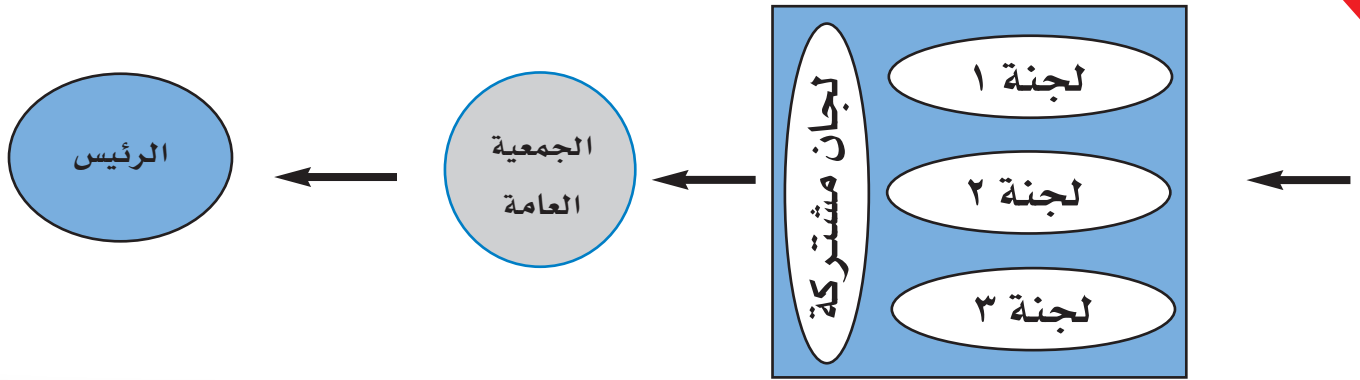 لجنة ١
لجنة ٢
لجنة ٣
لجان مشتركة
الجمعية
العامة
الرئيس